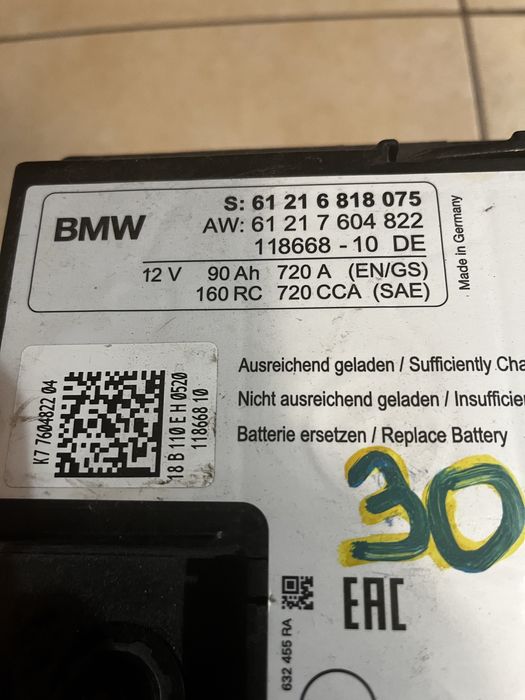 BMW
S: 61 21 6 818 075
AW: 61 21 7 604 822
118668 - 10 DE
12 V 90 Ah 720 A (EN/GS)
160 RC 720 CCA (SAE)
Made in Germany
K7 7604822 04
18 B 110 E H 0520
118668 10
Ausreichend geladen / Sufficiently Cha
Nicht ausreichend geladen / Insufficie
Batterie ersetzen / Replace Battery
30
632 455 RA
EAC